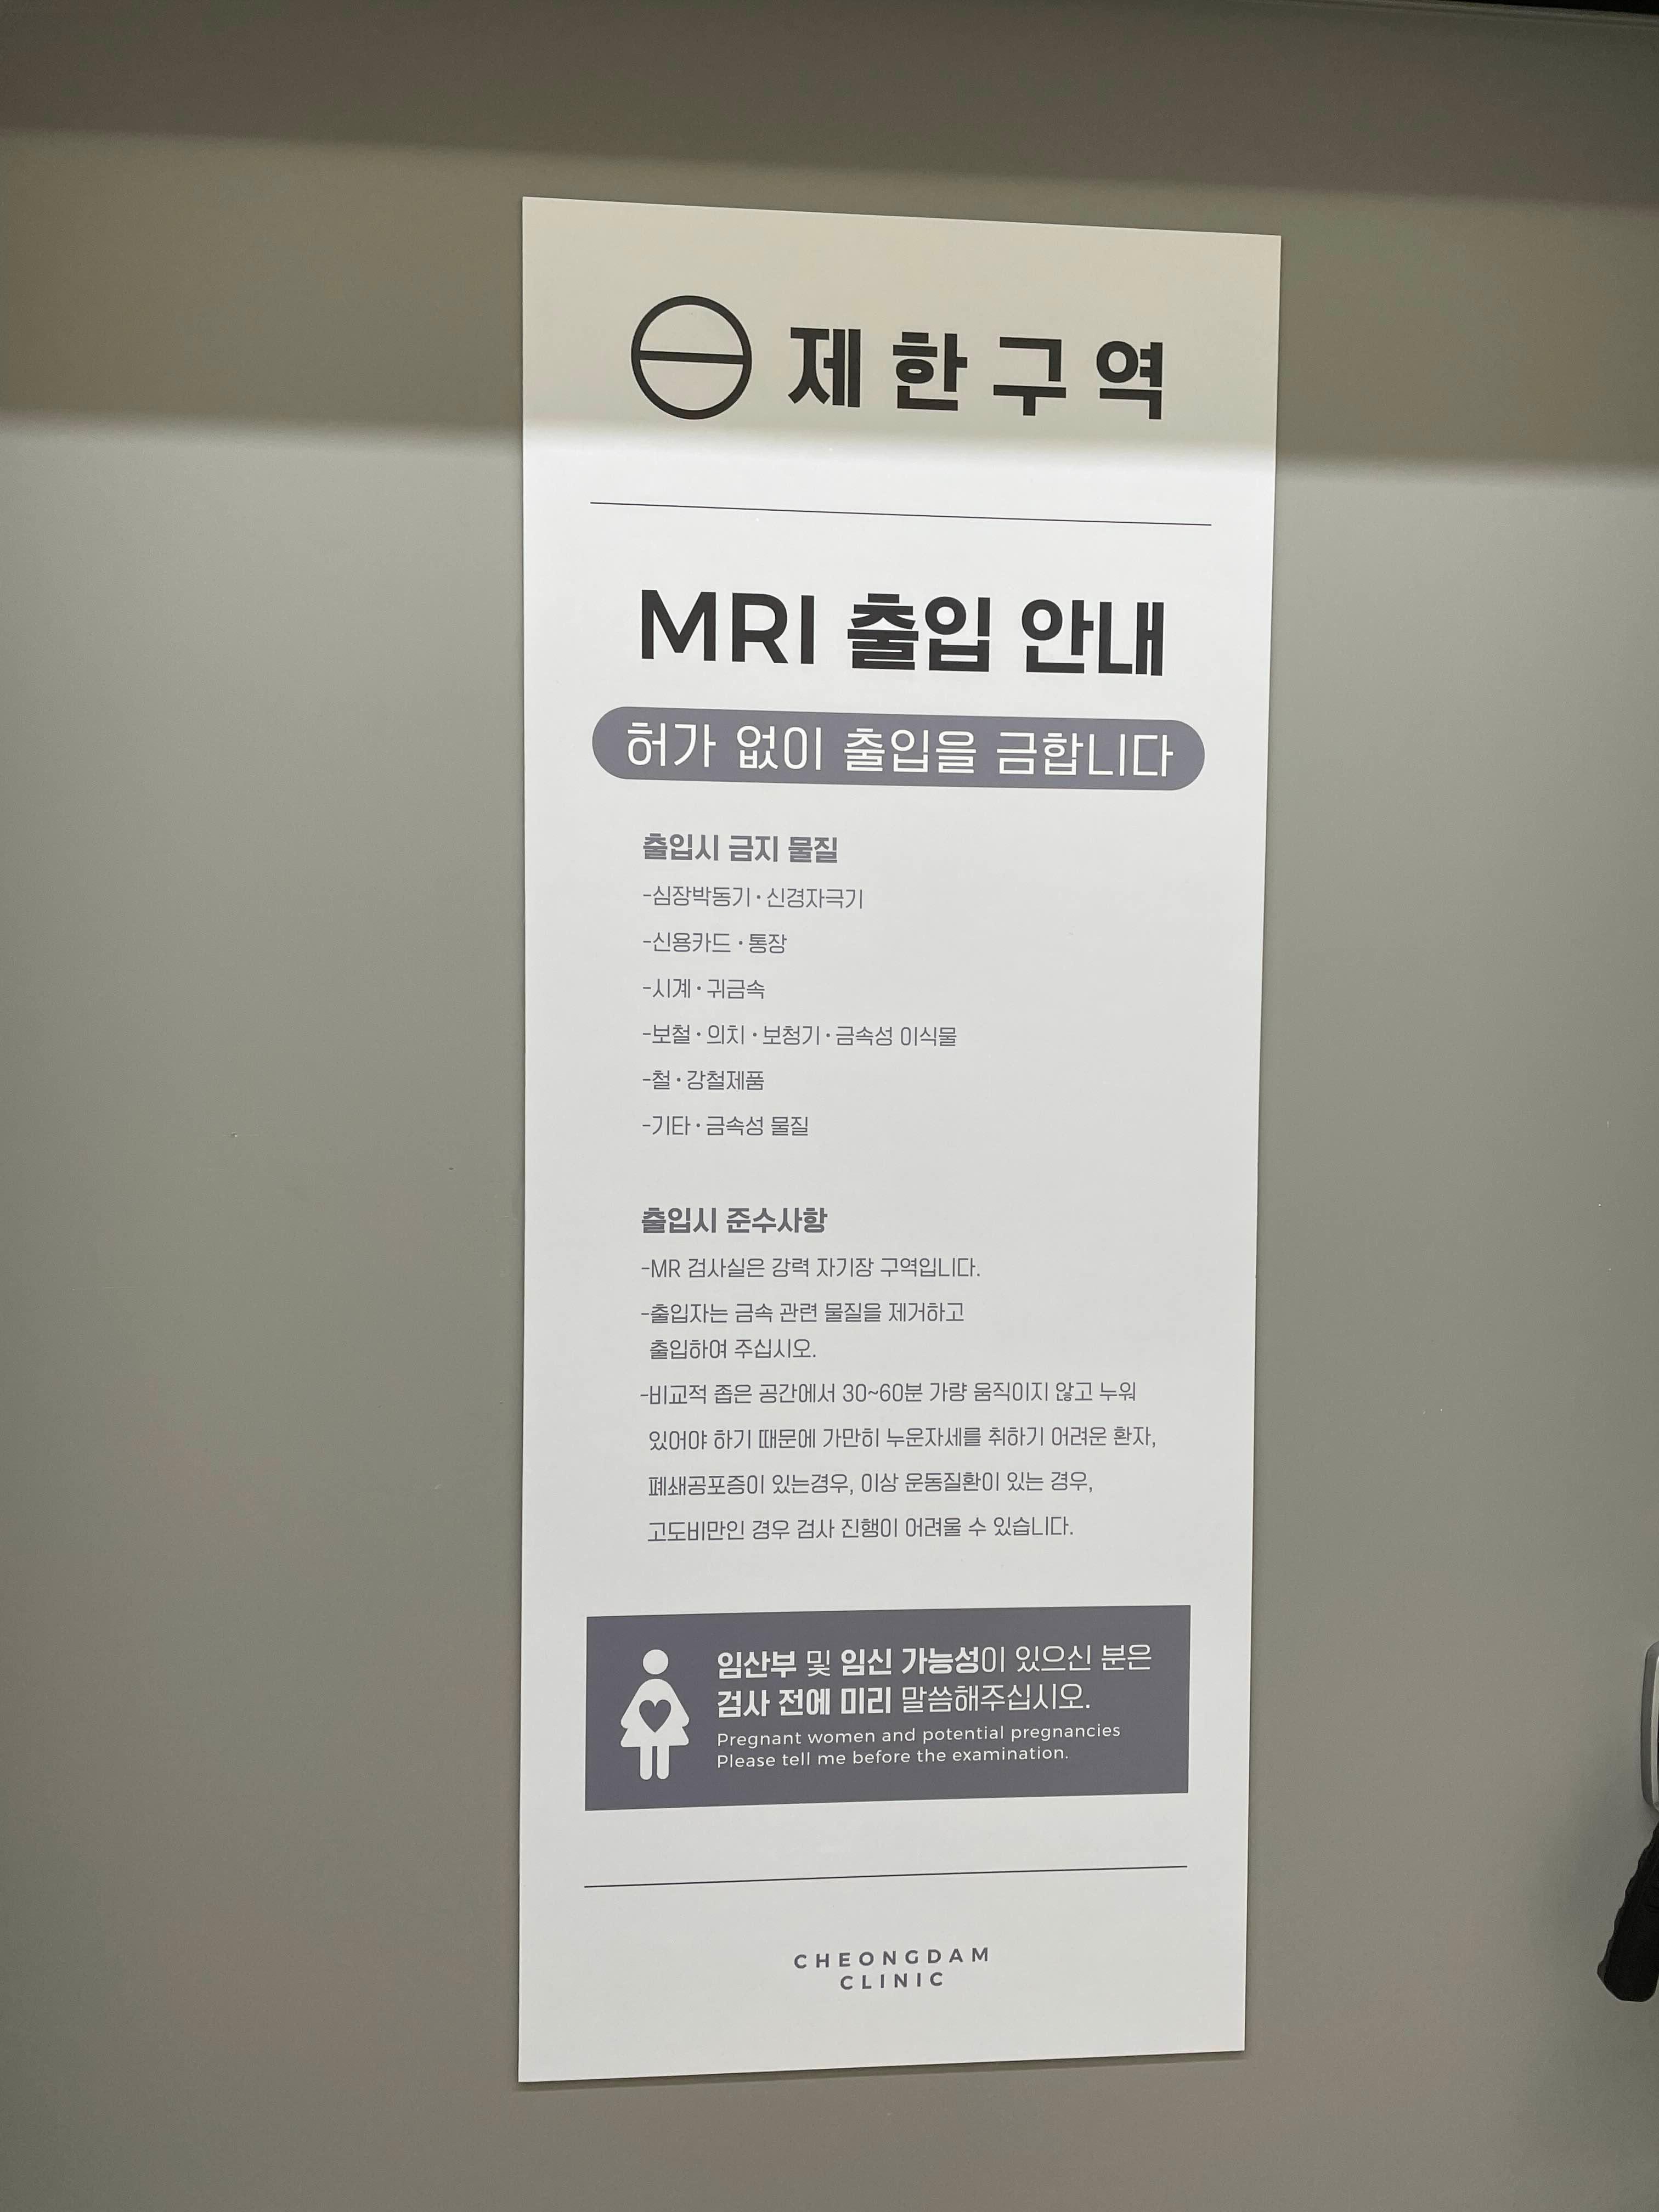 제한구역
MRI 출입 안내
허가 없이 출입을 금합니다
출입시 금지 물질
-심장박동기·신경자극기
-신용카드·통장
-시계·귀금속
-보철·의치·보청기·금속성 이식물
-철·강철제품
-기타·금속성 물질
출입시 준수사항
-MR 검사실은 강력 자기장 구역입니다.
-출입자는 금속 관련 물질을 제거하고
출입하여 주십시오.
-비교적 좁은 공간에서 30~60분 가량 움직이지 않고 누워
있어야 하기 때문에 가만히 누운자세를 취하기 어려운 환자,
폐쇄공포증이 있는경우, 이상 운동질환이 있는 경우,
고도비만인 경우 검사 진행이 어려울 수 있습니다.
임산부 및 임신 가능성이 있으신 분은
검사 전에 미리 말씀해주십시오.
Pregnant women and potential pregnancies
Please tell me before the examination.
CHEONGDAM
CLINIC